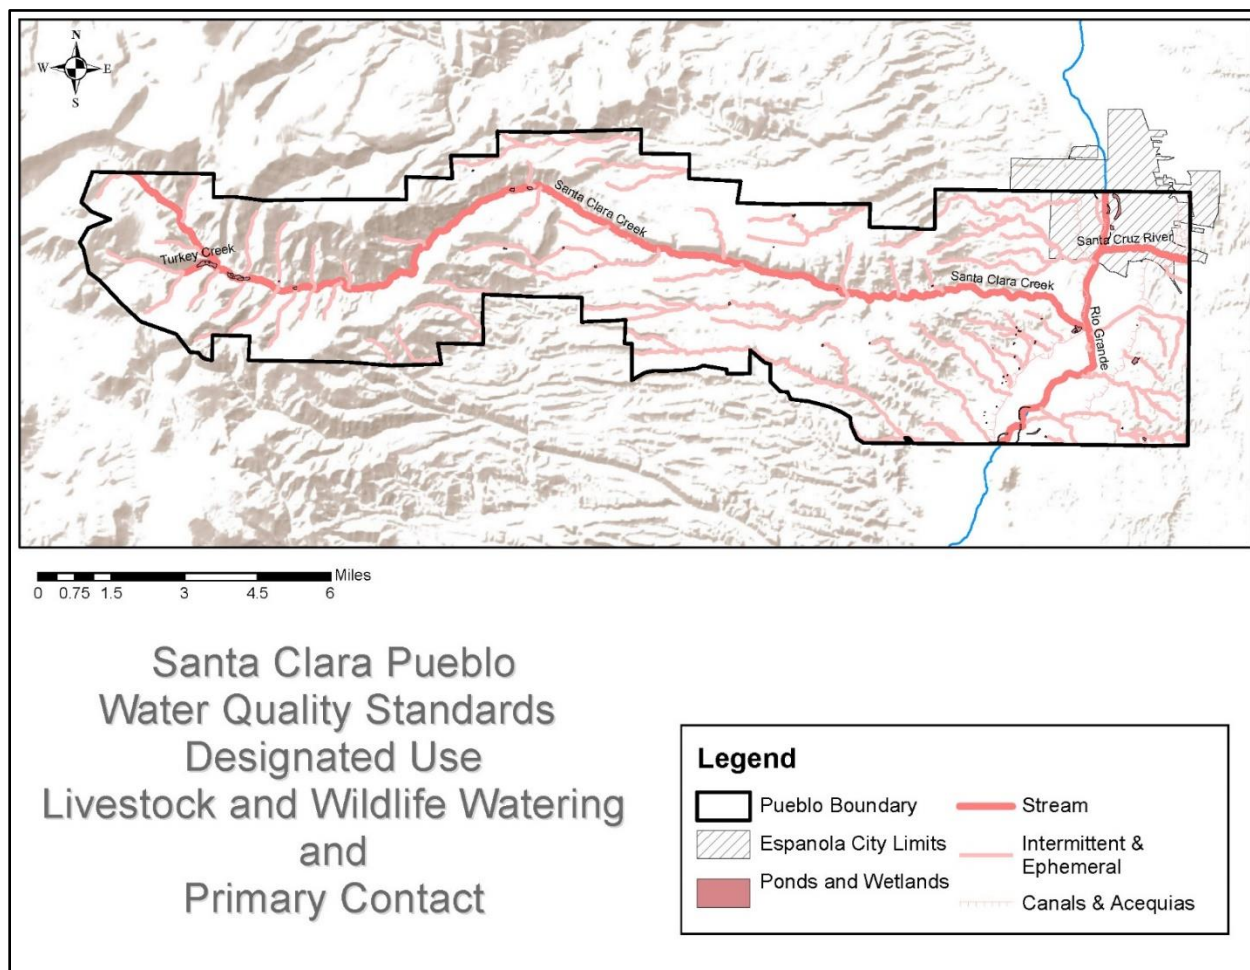 N
W E
S
Turkey Creek
Santa Clara Creek
Santa Clara Creek
Santa Cruz River
Rio Grande
0 0.75 1.5 3 4.5 6 Miles
Santa Clara Pueblo
Water Quality Standards
Designated Use
Livestock and Wildlife Watering
and
Primary Contact
Legend
Pueblo Boundary
Espanola City Limits
Ponds and Wetlands
Stream
Intermittent &
Ephemeral
Canals & Acequias